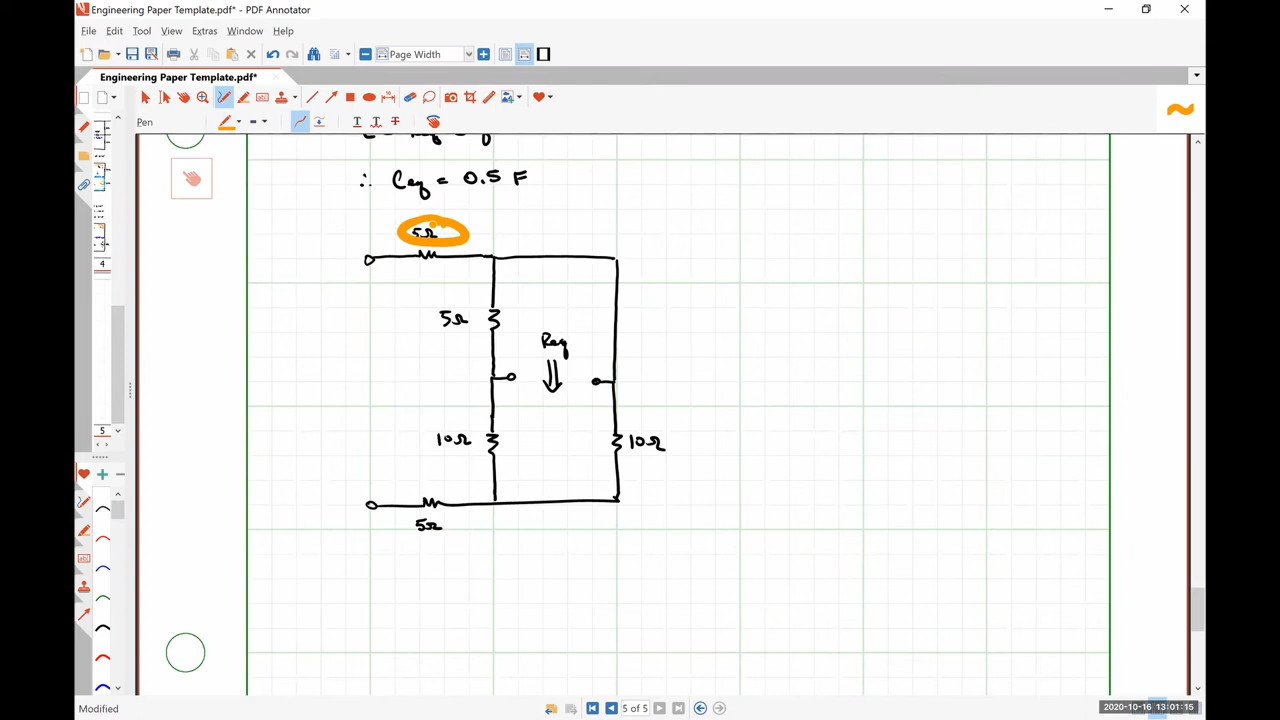 Engineering Paper Template.pdf* - PDF Annotator
File Edit Tool View Extras Window Help
Page Width
Engineering Paper Template.pdf*
Pen
∴ Ceq = 0.5 F
5Ω
5Ω
Req
10Ω
10Ω
5Ω
4
5
Modified
5 of 5
2020-10-16 13:01:15